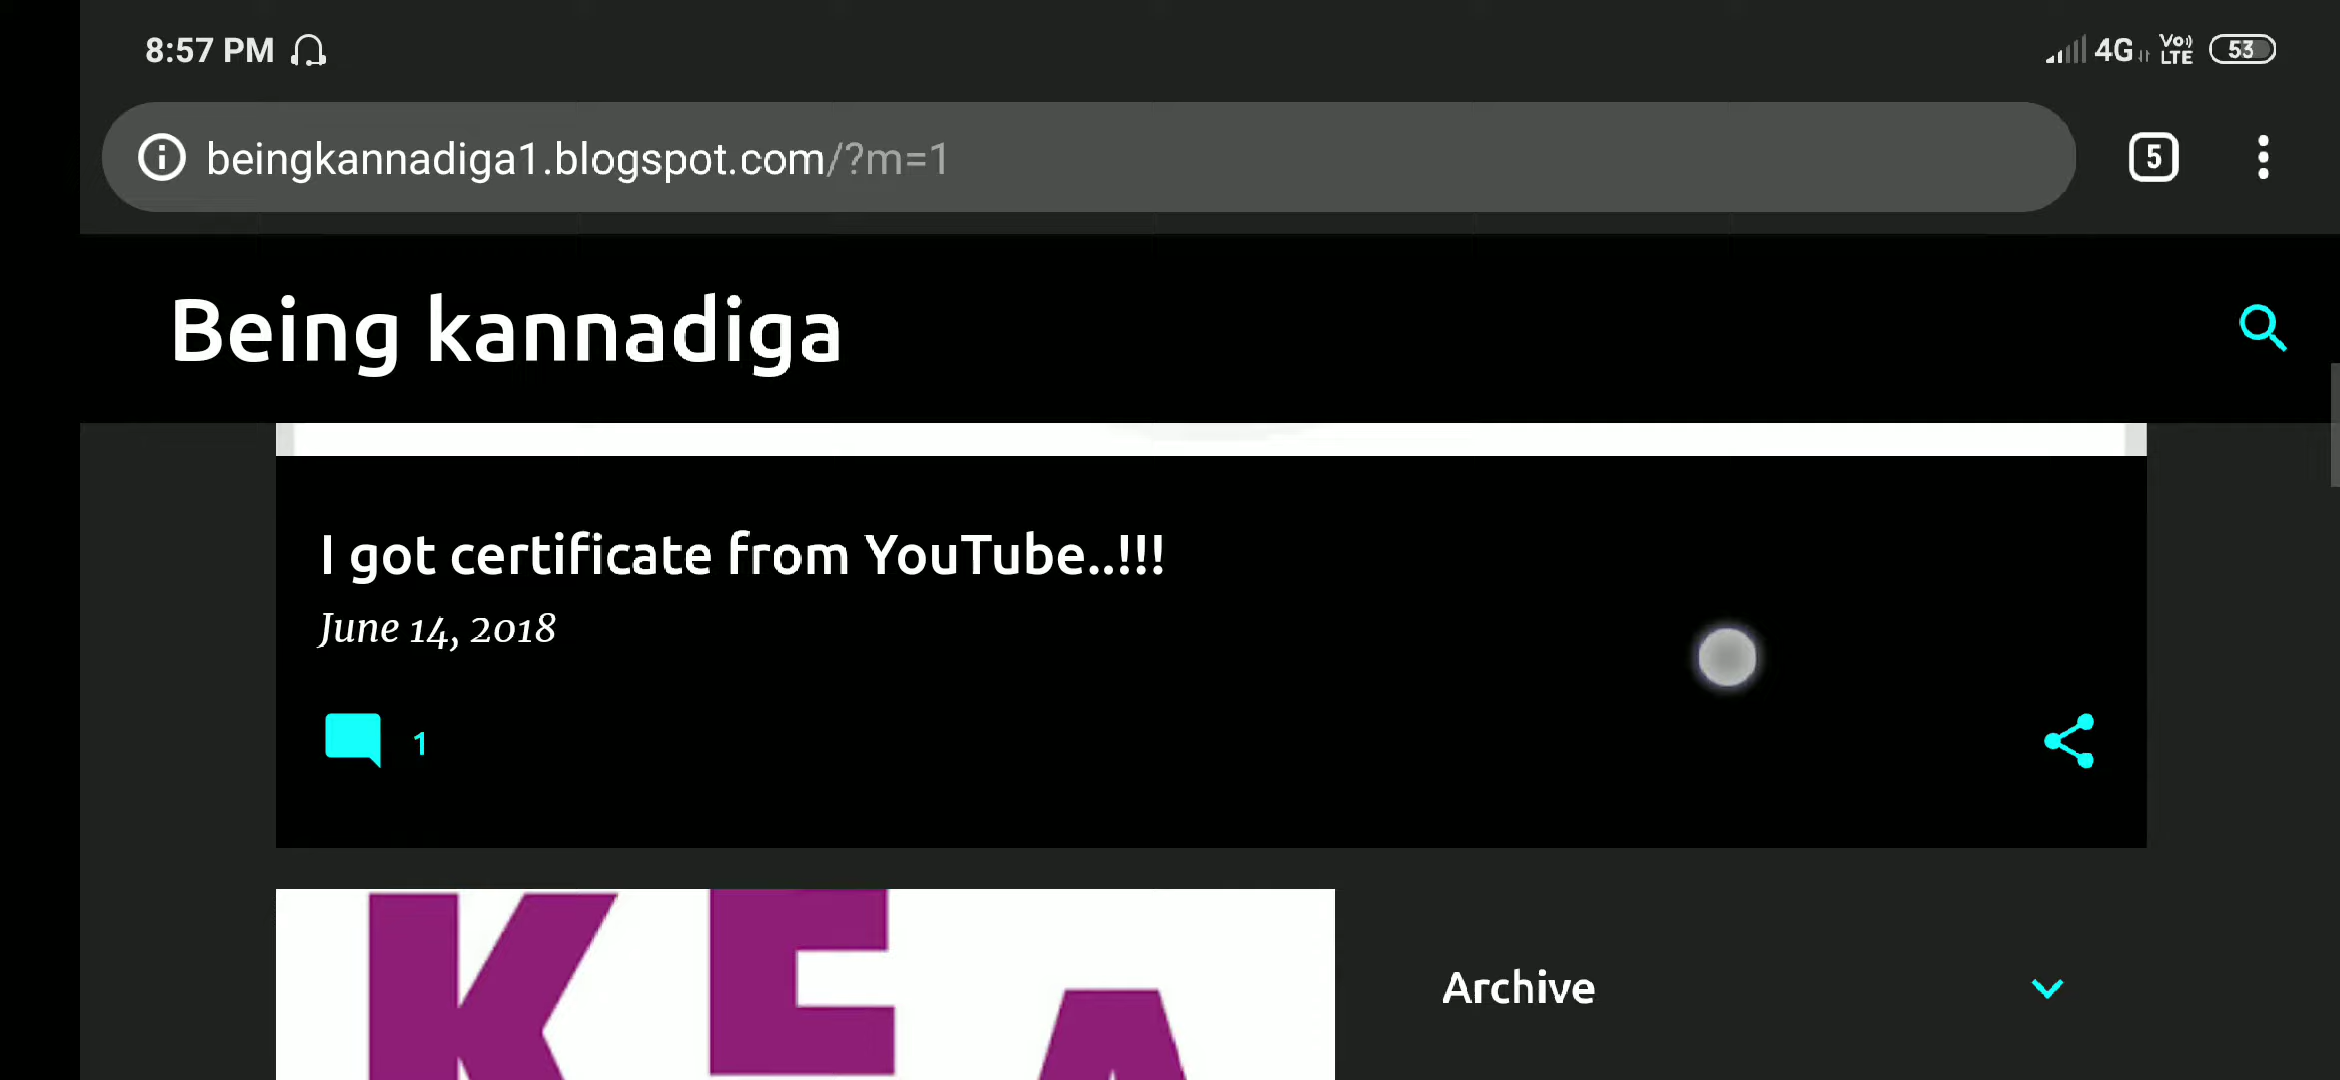 8:57 PM
4G Vo) LTE 53
beingkannadiga1.blogspot.com/?m=1
5
Being kannadiga
I got certificate from YouTube..!!!
June 14, 2018
1
KEA
Archive